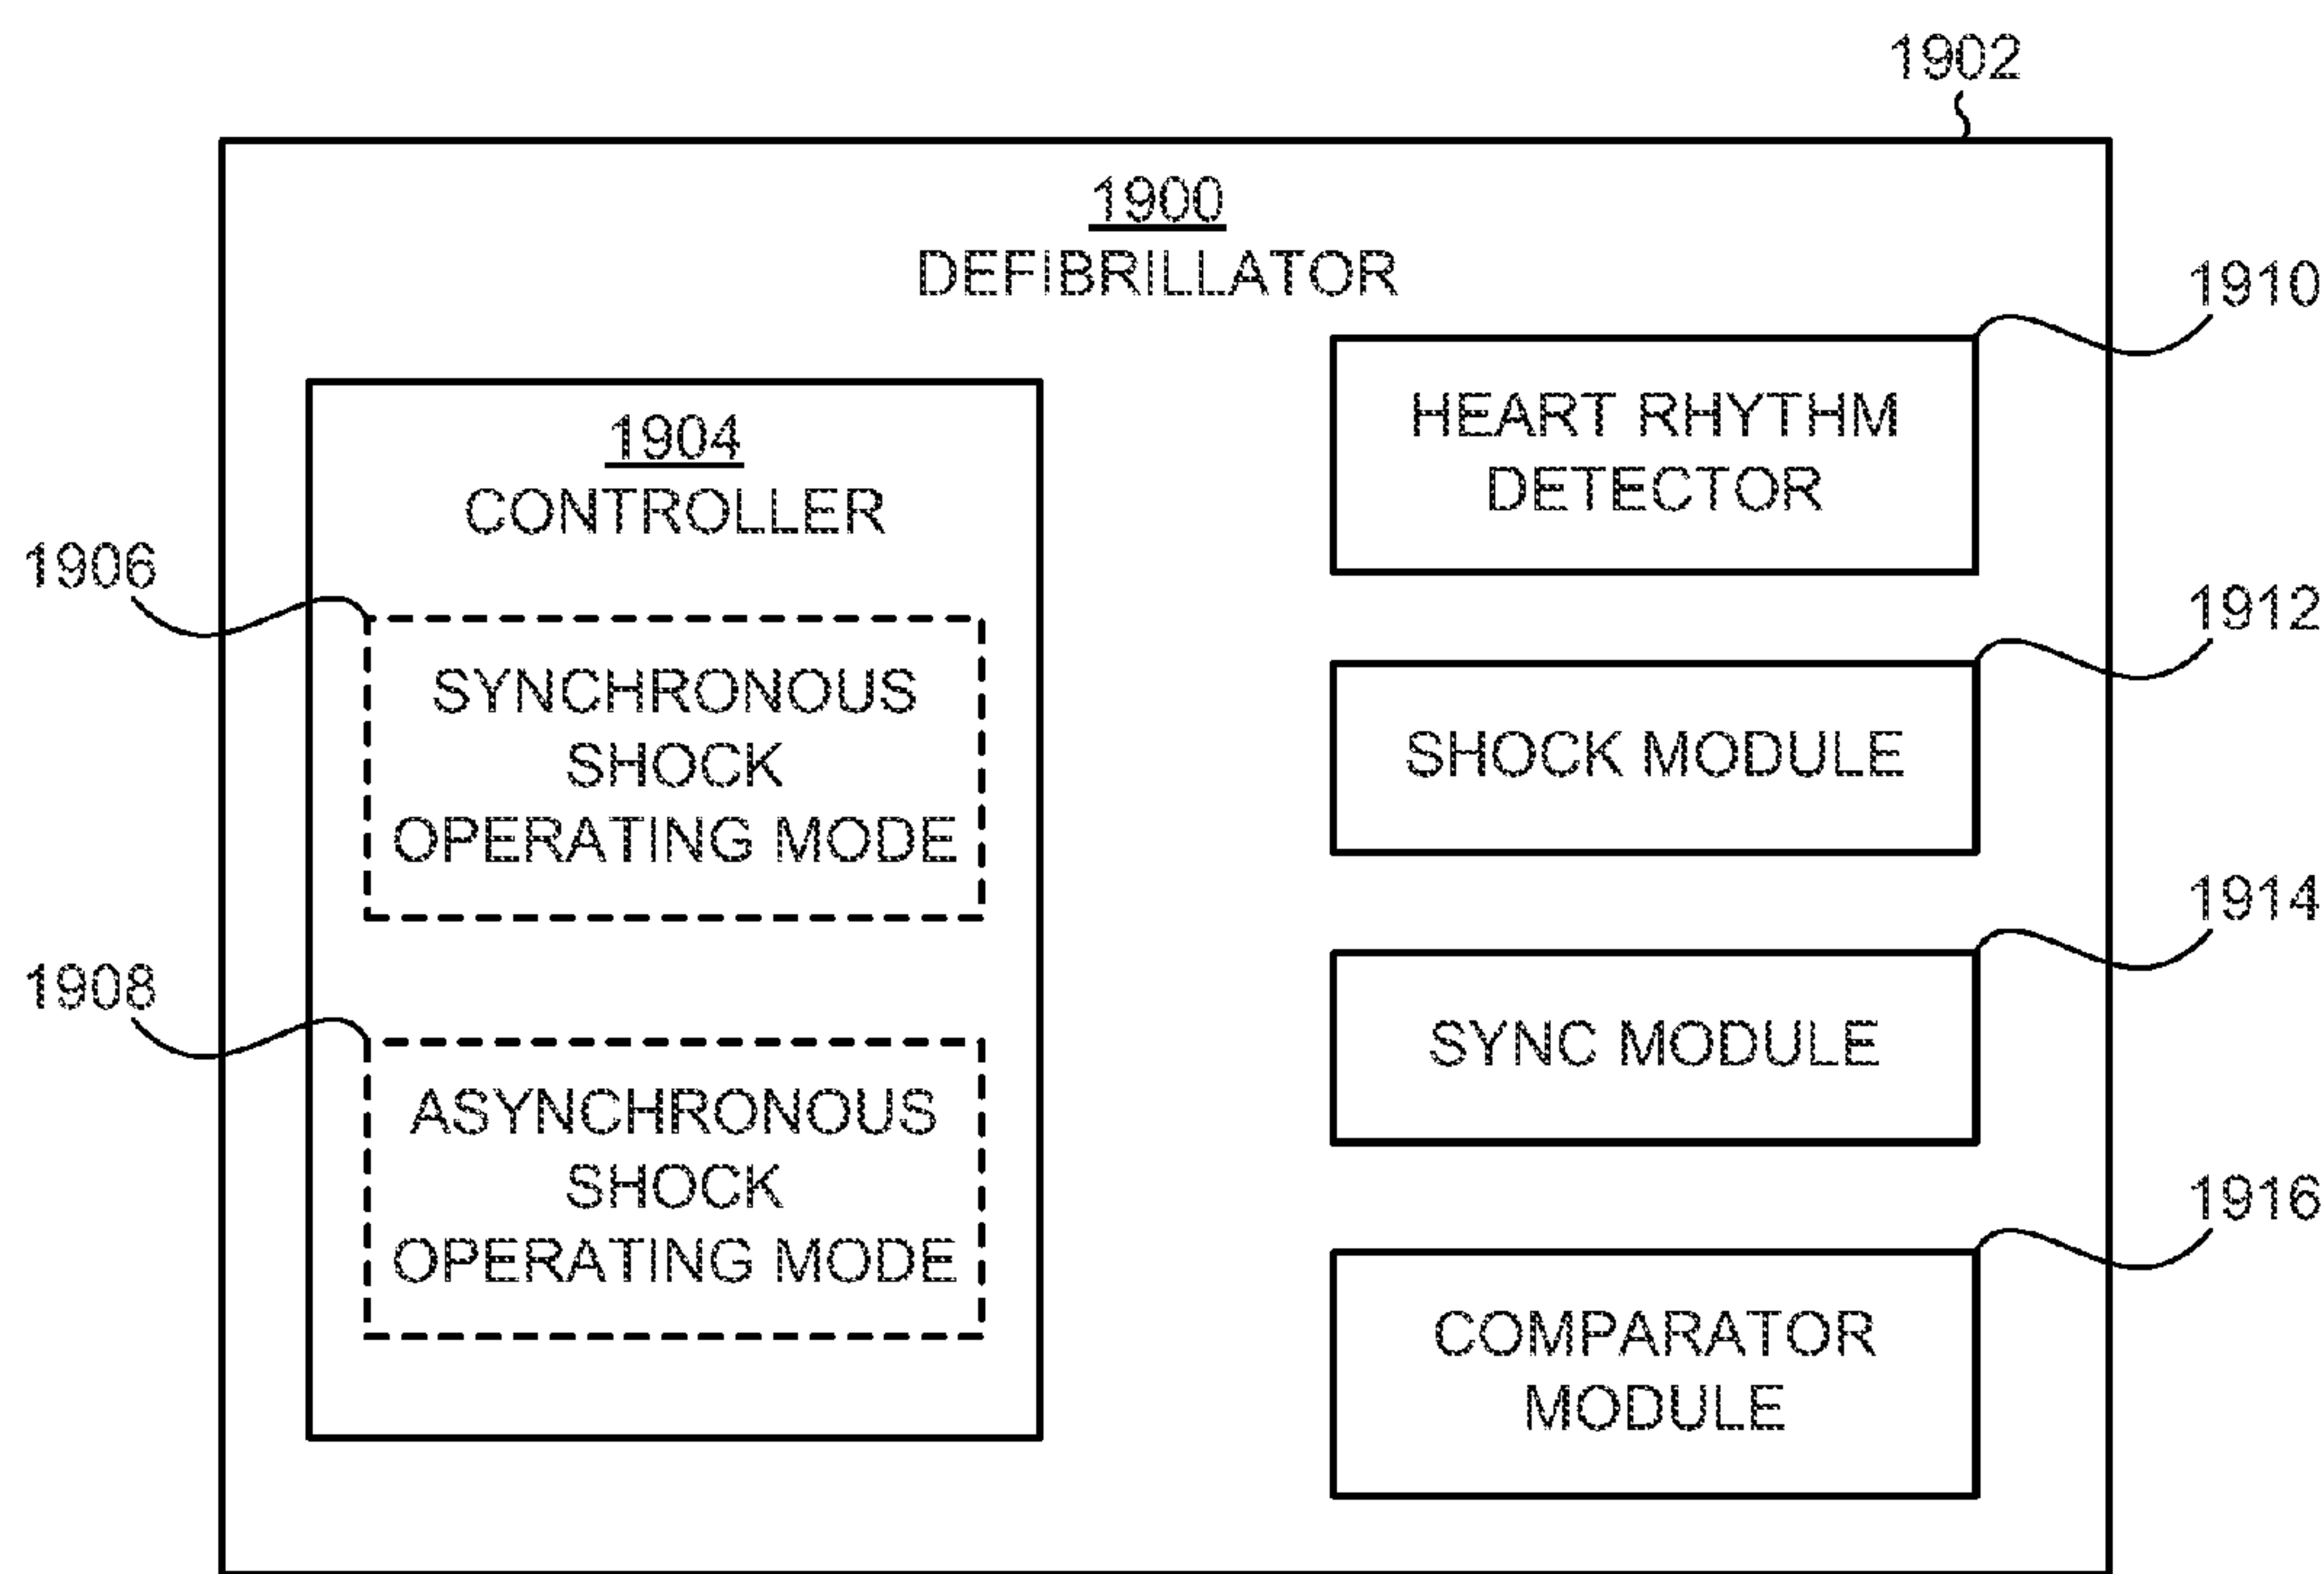 1902
1900
DEFIBRILLATOR
1910
HEART RHYTHM
DETECTOR
1904
CONTROLLER
1906
SYNCHRONOUS
SHOCK
OPERATING MODE
1912
SHOCK MODULE
1914
SYNC MODULE
1908
ASYNCHRONOUS
SHOCK
OPERATING MODE
1916
COMPARATOR
MODULE